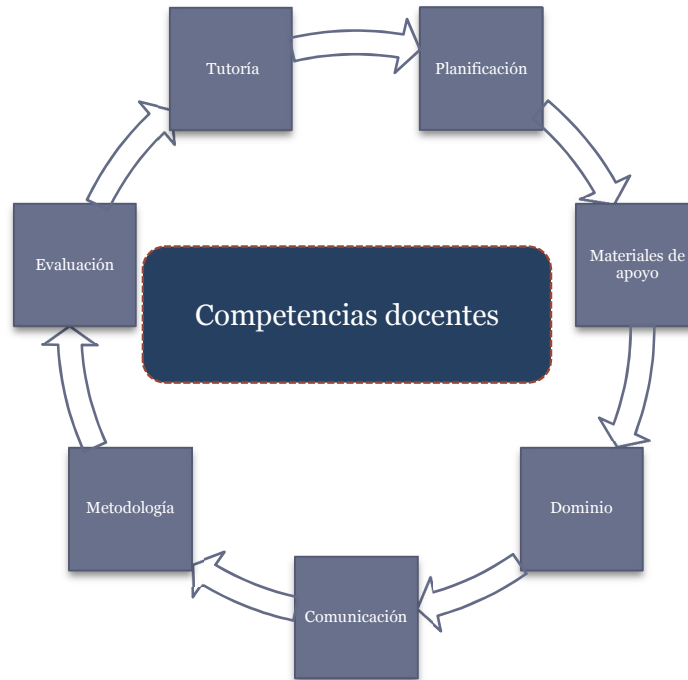 Tutoría
Planificación
Evaluación
Materiales de
apoyo
Competencias docentes
Metodología
Dominio
Comunicación